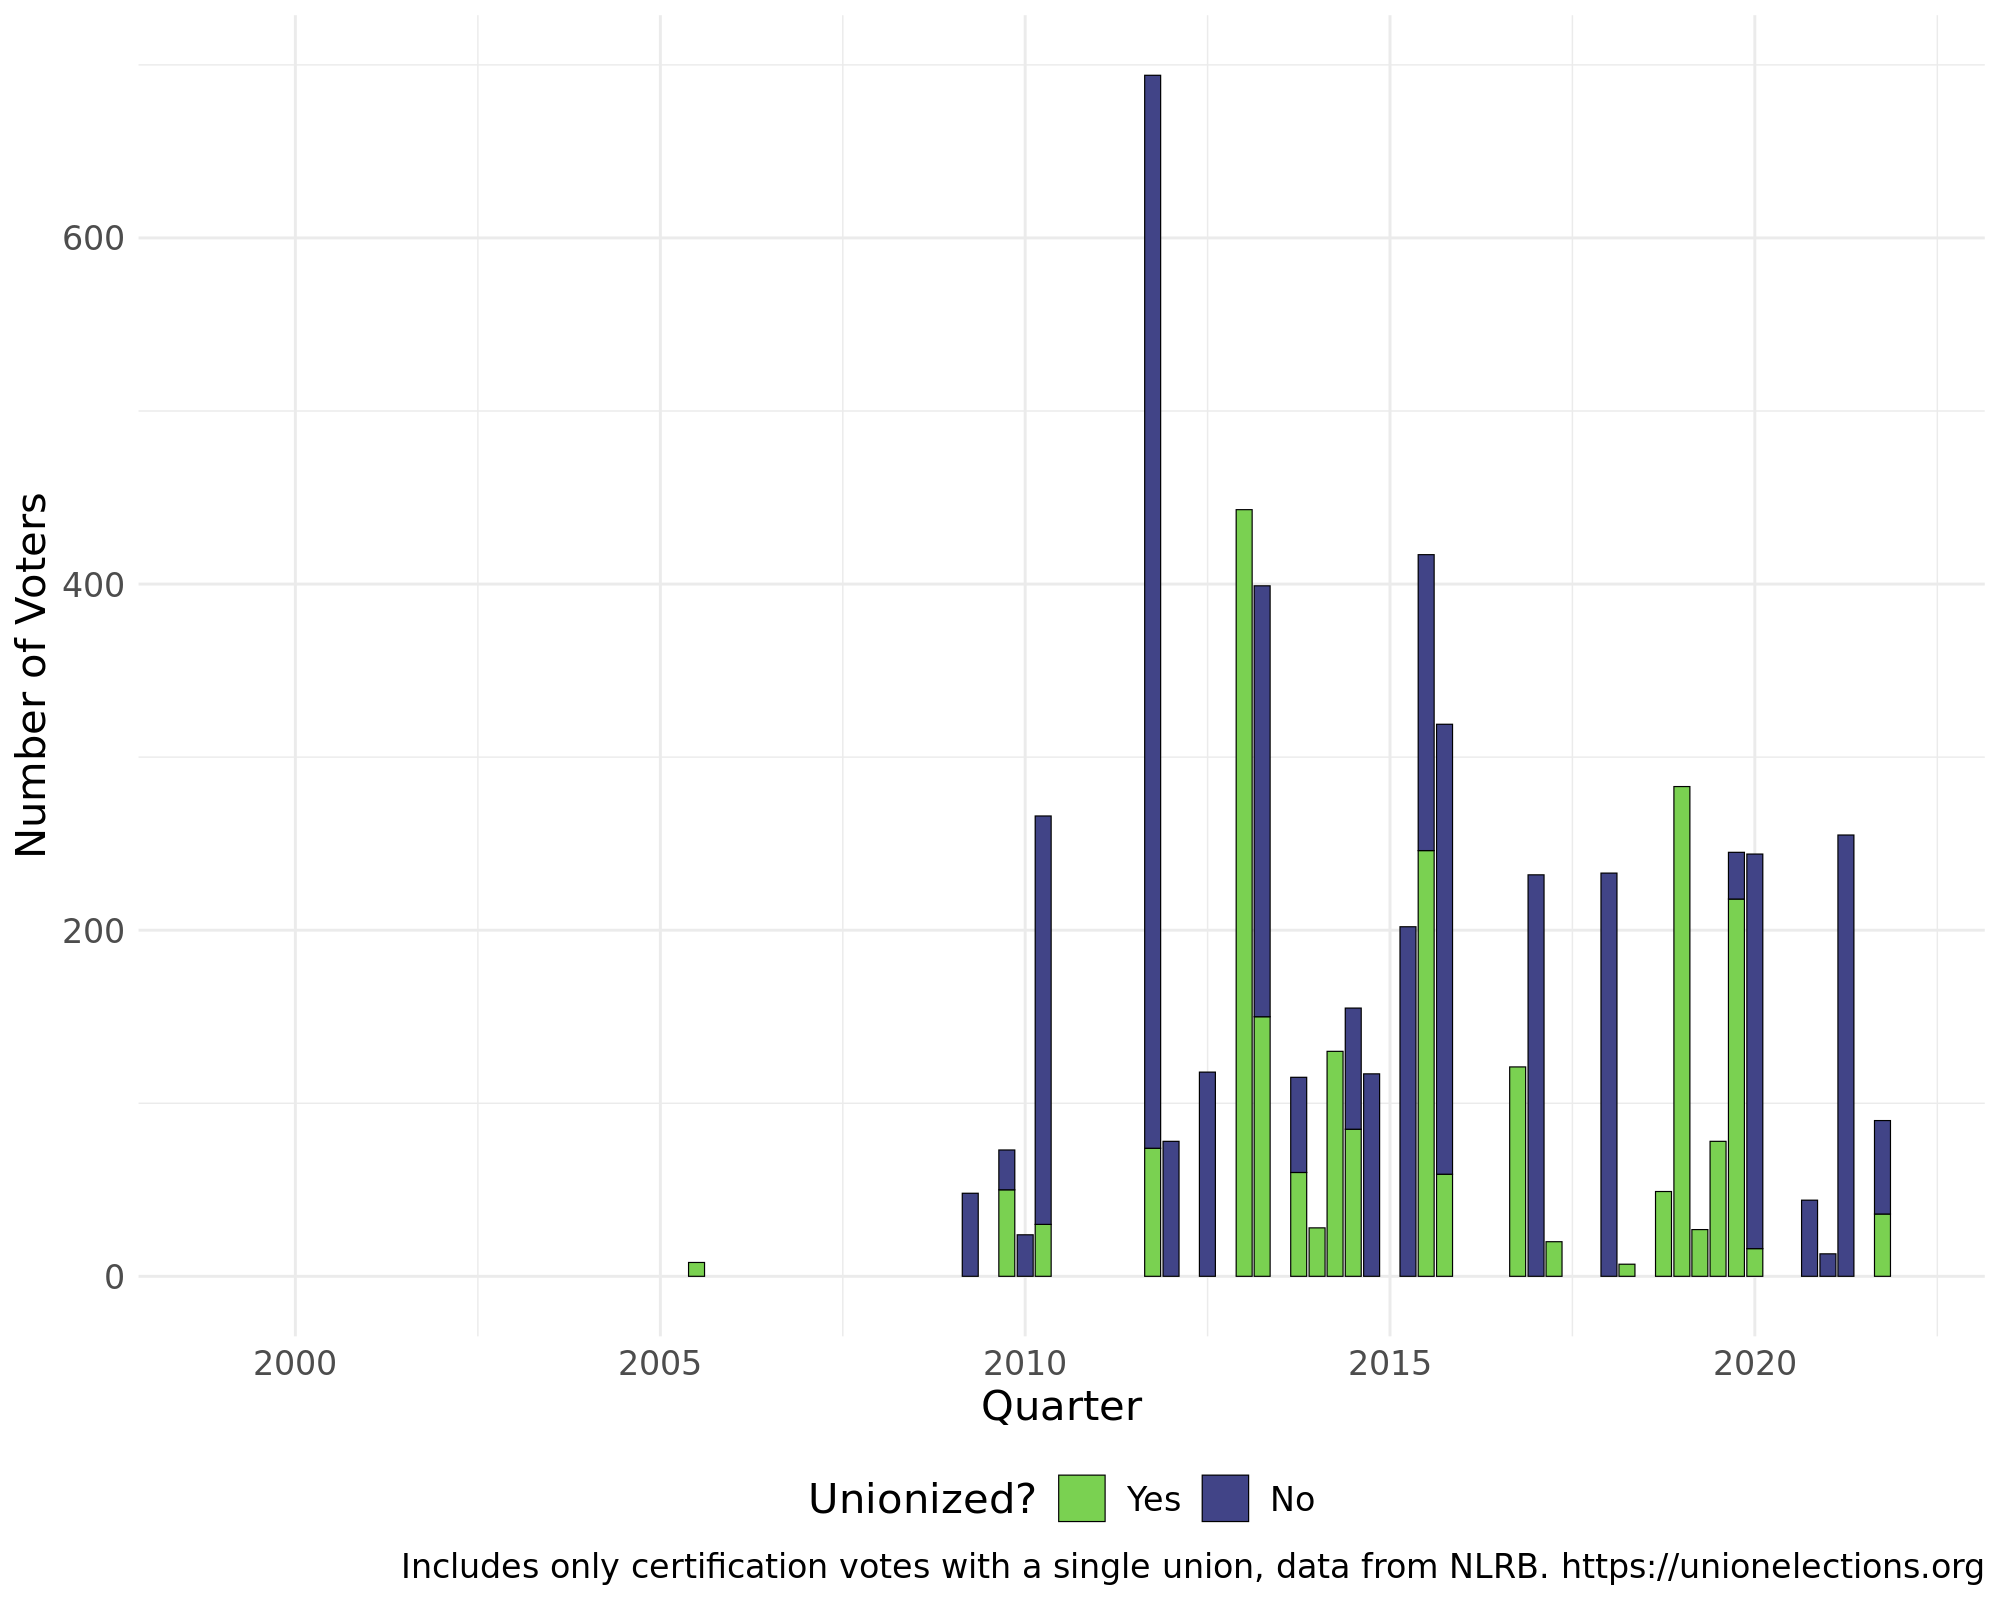 600
400
200
0
Number of Voters
2000 2005 2010 2015 2020
Quarter
Unionized? Yes No
Includes only certification votes with a single union, data from NLRB. https://unionelections.org